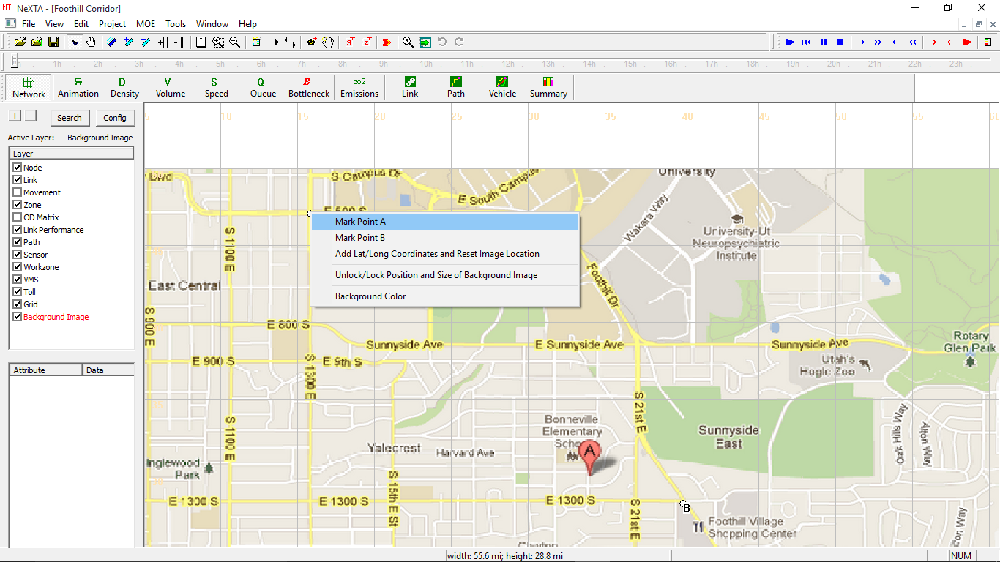 NT NeXTA - [Foothill Corridor]
File View Edit Project MOE Tools Window Help
1h 2h 3h 4h 5h 6h 7h 8h 9h 10h 11h 12h 13h 14h 15h 16h 17h 18h 19h 20h 21h 22h 23h
D V S Q B co2
Network Animation Density Volume Speed Queue Bottleneck Emissions Link Path Vehicle Summary
+ - Search Config
Active Layer: Background Image
Layer
Node
Link
Movement
Zone
OD Matrix
Link Performance
Path
Sensor
Workzone
VMS
Toll
Grid
Background Image
Attribute Data
5 10 15 20 25 30 35 40 45 50 55 60
Blvd
S Campus Dr
E South Campus
University
E 500 S
Mark Point A
Mark Point B
Add Lat/Long Coordinates and Reset Image Location
Unlock/Lock Position and Size of Background Image
Background Color
Wakara Way
University-Ut
Neuropsychiatric
Institute
S 1100 E
East Central
Foothill Dr
S 900 E
E 800 S
Sunnyside Ave
E Sunnyside Ave
Sunnyside Ave
Rotary
Glen Park
E 900 S
E 9th S
Utah's
Hogle Zoo
S 1300 E
S 21st E
Bonneville
Elementary
Sunnyside
East
Oak Hills Way
Alton Way
S 1100 E
Yalecrest
Harvard Ave
A
Inglewood
Park
S 15th E St
E 1300 S
E 1300 S
E 1300 S
S 21st E
B
Foothill Village
Shopping Center
width: 55.6 mi; height: 28.8 mi
NUM